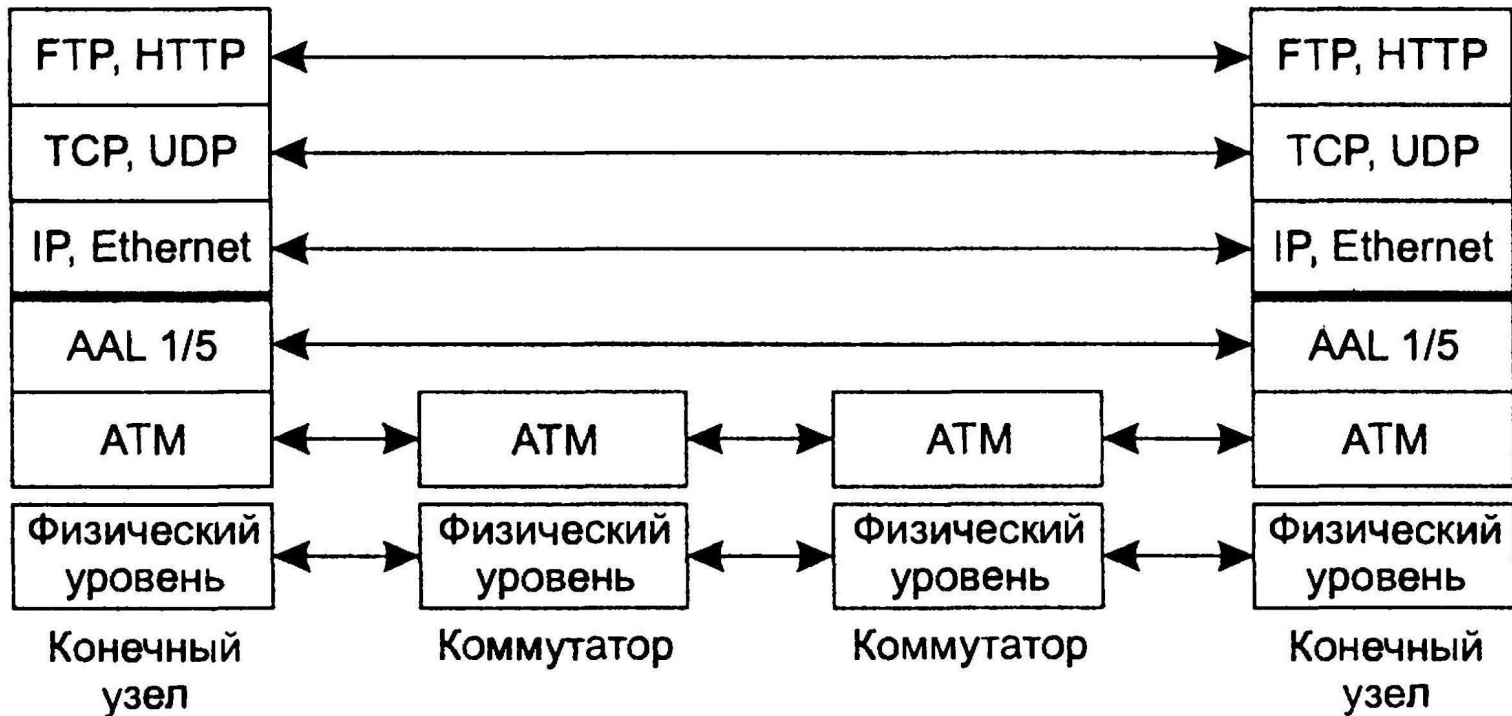 FTP, HTTP
FTP, HTTP
TCP, UDP
TCP, UDP
IP, Ethernet
IP, Ethernet
AAL 1/5
AAL 1/5
ATM
ATM
ATM
ATM
Физический
уровень
Физический
уровень
Физический
уровень
Физический
уровень
Конечный
узел
Коммутатор
Коммутатор
Конечный
узел